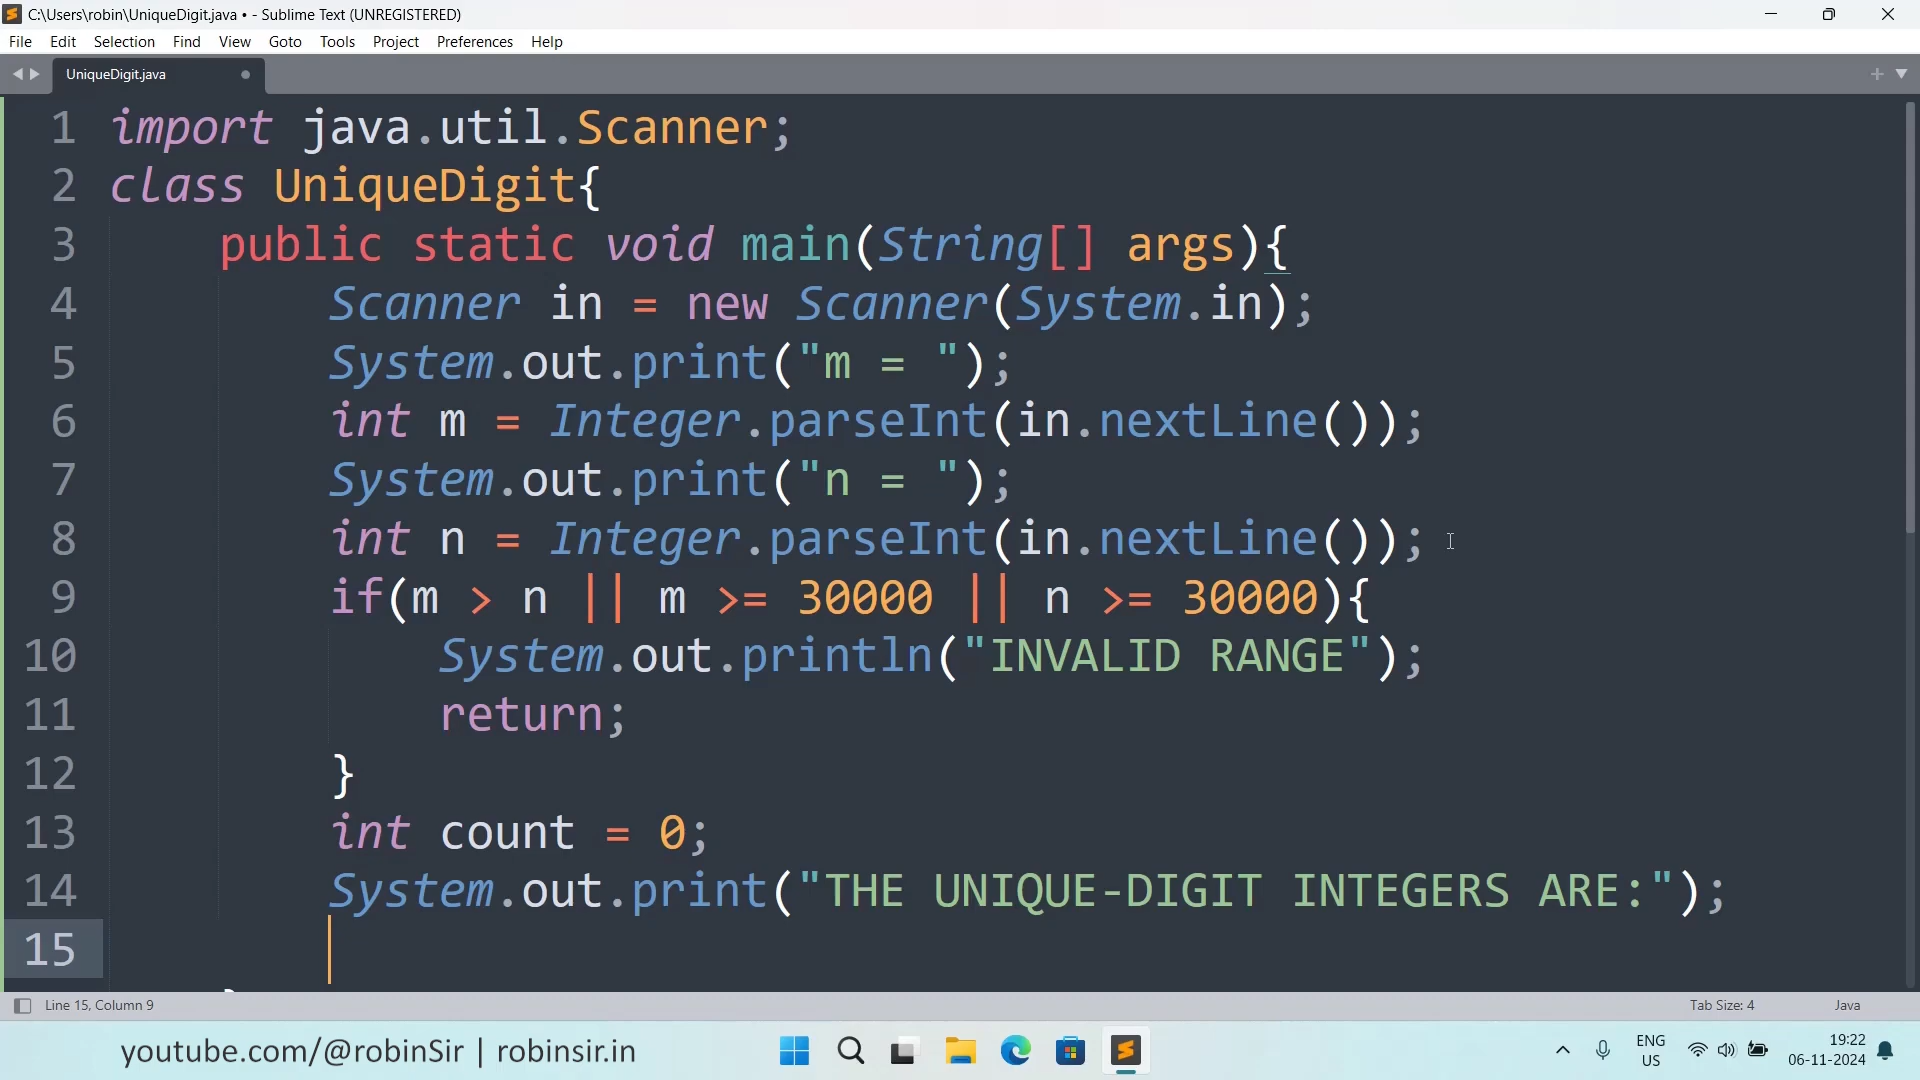 C:\Users\robin\UniqueDigit.java • - Sublime Text (UNREGISTERED)
File Edit Selection Find View Goto Tools Project Preferences Help
UniqueDigit.java
1 import java.util.Scanner;
2 class UniqueDigit{
3 public static void main(String[] args){
4 Scanner in = new Scanner(System.in);
5 System.out.print("m = ");
6 int m = Integer.parseInt(in.nextLine());
7 System.out.print("n = ");
8 int n = Integer.parseInt(in.nextLine());
9 if(m > n || m >= 30000 || n >= 30000){
10 System.out.println("INVALID RANGE");
11 return;
12 }
13 int count = 0;
14 System.out.print("THE UNIQUE-DIGIT INTEGERS ARE:");
15
Line 15, Column 9 Tab Size: 4 Java
youtube.com/@robinSir | robinsir.in
ENG
US
19:22
06-11-2024